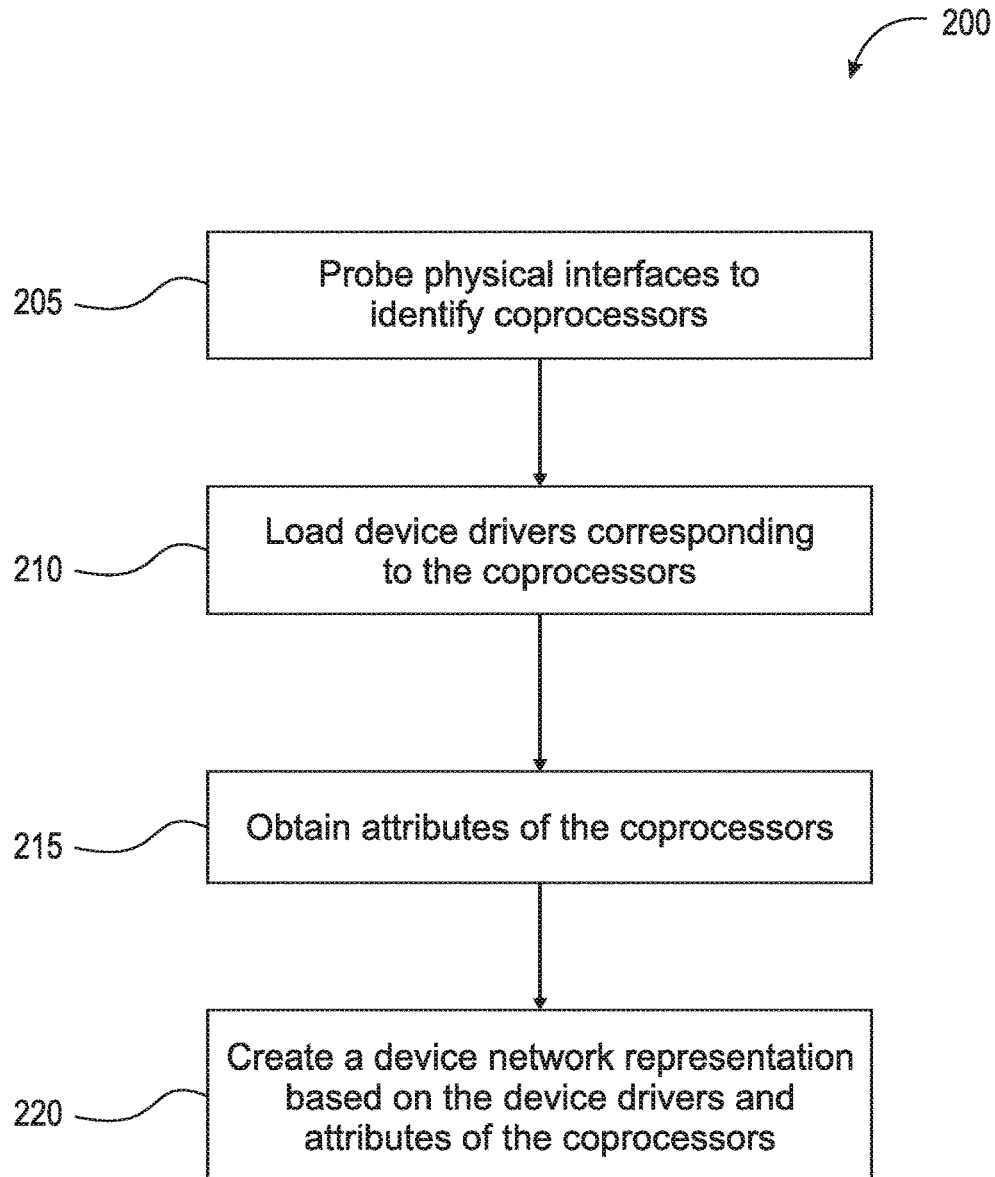 200
205
Probe physical interfaces to
identify coprocessors
210
Load device drivers corresponding
to the coprocessors
215
Obtain attributes of the coprocessors
220
Create a device network representation
based on the device drivers and
attributes of the coprocessors